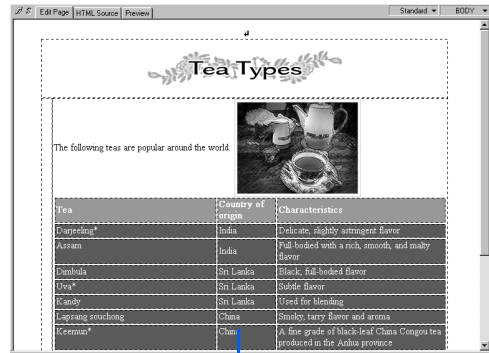 Edit Page HTML Source Preview Standard BODY
Tea Types
The following teas are popular around the world.
Tea Country of origin Characteristics
Darjeeling* India Delicate, slightly astringent flavor
Assam India Full-bodied with a rich, smooth, and malty flavor
Dimbula Sri Lanka Black, full-bodied flavor
Uva* Sri Lanka Subtle flavor
Kandy Sri Lanka Used for blending
Lapsang souchong China Smoky, tarry flavor and aroma
Keemun* China A fine grade of black-leaf China Congou tea produced in the Anhui province